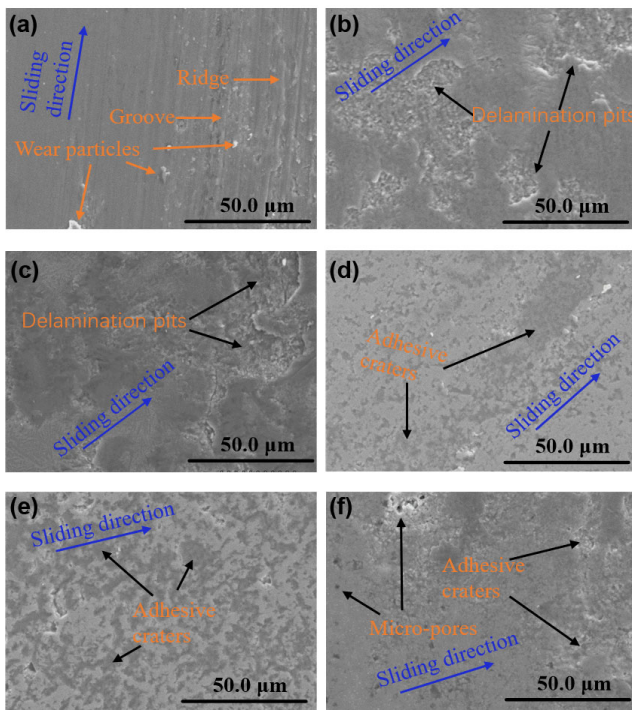 (a)
Sliding
direction
Ridge
Groove
Wear particles
50.0 μm
(b)
Sliding direction
Delamination pits
50.0 μm
(c)
Delamination pits
Sliding direction
50.0 μm
(d)
Adhesive
craters
Sliding direction
50.0 μm
(e)
Sliding direction
Adhesive
craters
50.0 μm
(f)
Adhesive
craters
Micro-pores
Sliding direction
50.0 μm